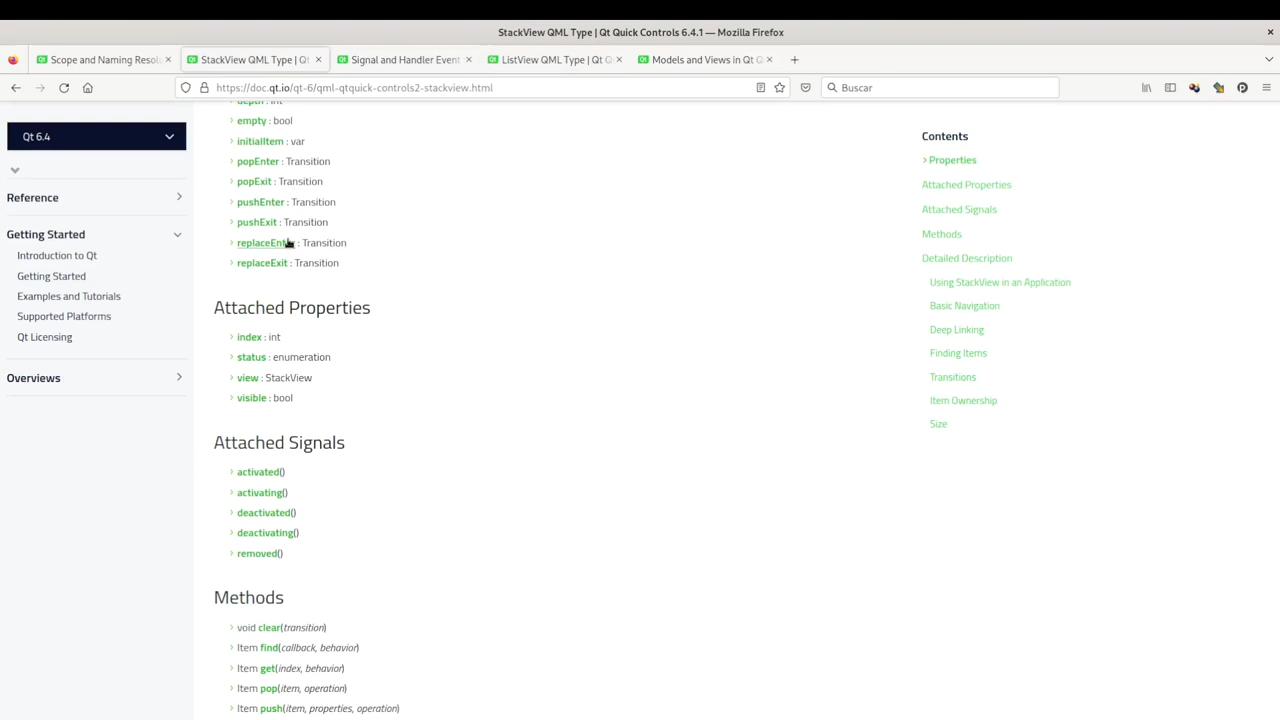 StackView QML Type | Qt Quick Controls 6.4.1 — Mozilla Firefox
Scope and Naming Resol
StackView QML Type | Qt
Signal and Handler Event
ListView QML Type | Qt Q
Models and Views in Qt Q
https://doc.qt.io/qt-6/qml-qtquick-controls2-stackview.html
Buscar
Qt 6.4
Reference
Getting Started
Introduction to Qt
Getting Started
Examples and Tutorials
Supported Platforms
Qt Licensing
Overviews
depth : int
empty : bool
initialItem : var
popEnter : Transition
popExit : Transition
pushEnter : Transition
pushExit : Transition
replaceEnter : Transition
replaceExit : Transition
Attached Properties
index : int
status : enumeration
view : StackView
visible : bool
Attached Signals
activated()
activating()
deactivated()
deactivating()
removed()
Methods
void clear(transition)
Item find(callback, behavior)
Item get(index, behavior)
Item pop(item, operation)
Item push(item, properties, operation)
Contents
Properties
Attached Properties
Attached Signals
Methods
Detailed Description
Using StackView in an Application
Basic Navigation
Deep Linking
Finding Items
Transitions
Item Ownership
Size